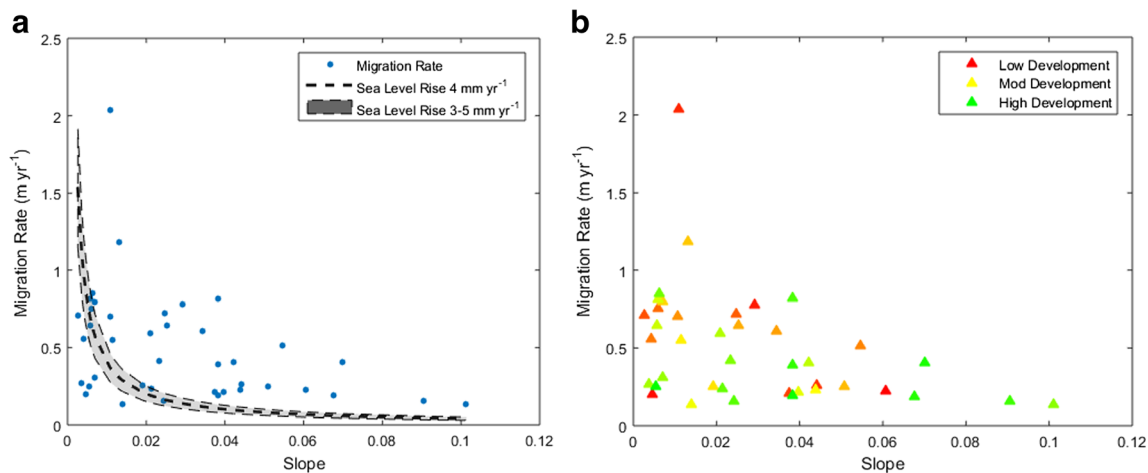 a
2.5
2
1.5
1
0.5
0
0
0.02
0.04
0.06
0.08
0.1
0.12
Migration Rate (m yr⁻¹)
Slope
Migration Rate
Sea Level Rise 4 mm yr⁻¹
Sea Level Rise 3-5 mm yr⁻¹
b
2.5
2
1.5
1
0.5
0
0
0.02
0.04
0.06
0.08
0.1
0.12
Migration Rate (m yr⁻¹)
Slope
Low Development
Mod Development
High Development